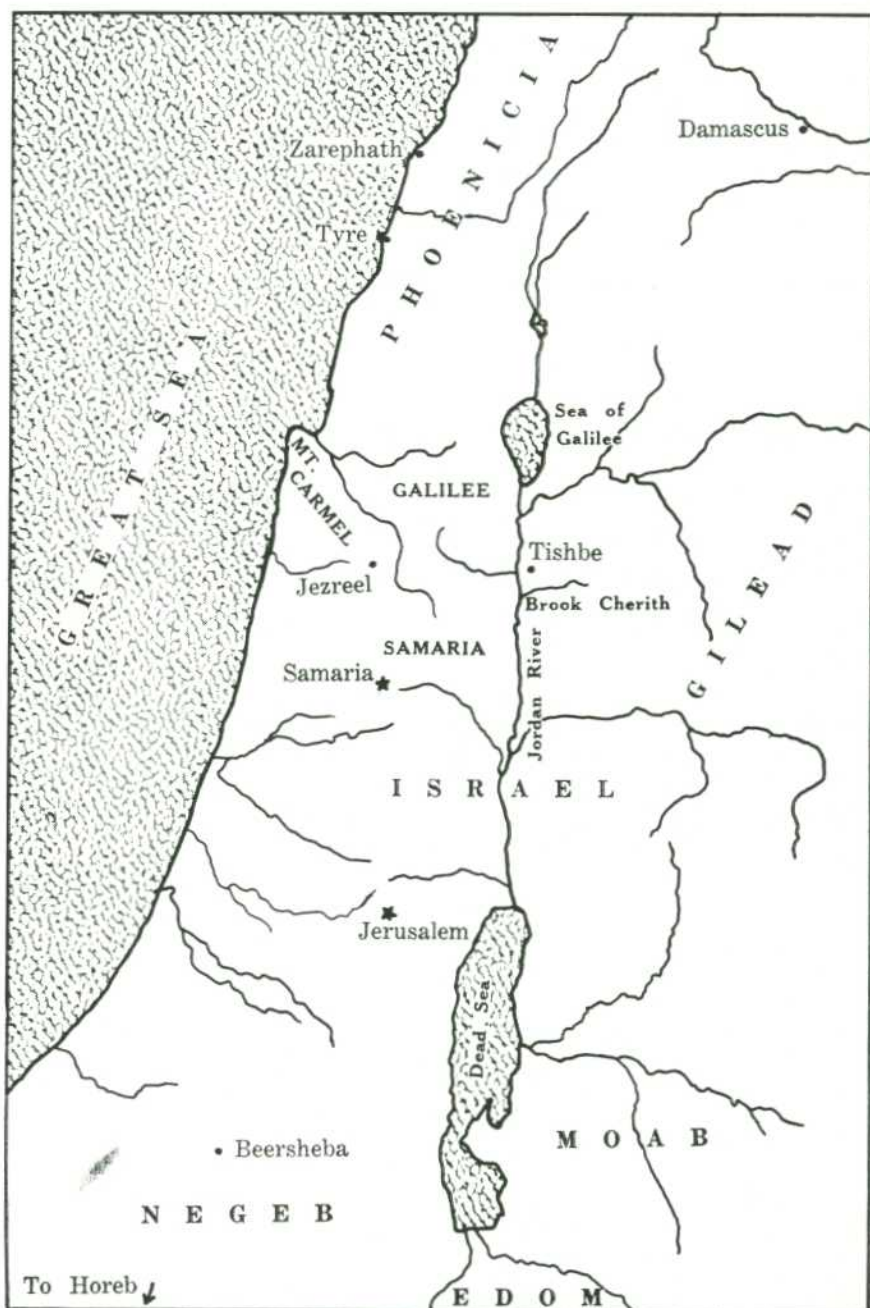 PHOENICIA
Damascus
Zarephath
Tyre
GREAT SEA
Sea of
Galilee
MT.
CARMEL
GALILEE
GILEAD
Tishbe
Jezreel
Brook Cherith
SAMARIA
Samaria
Jordan River
ISRAEL
Jerusalem
Dead Sea
MOAB
Beersheba
NEGEB
To Horeb
EDOM